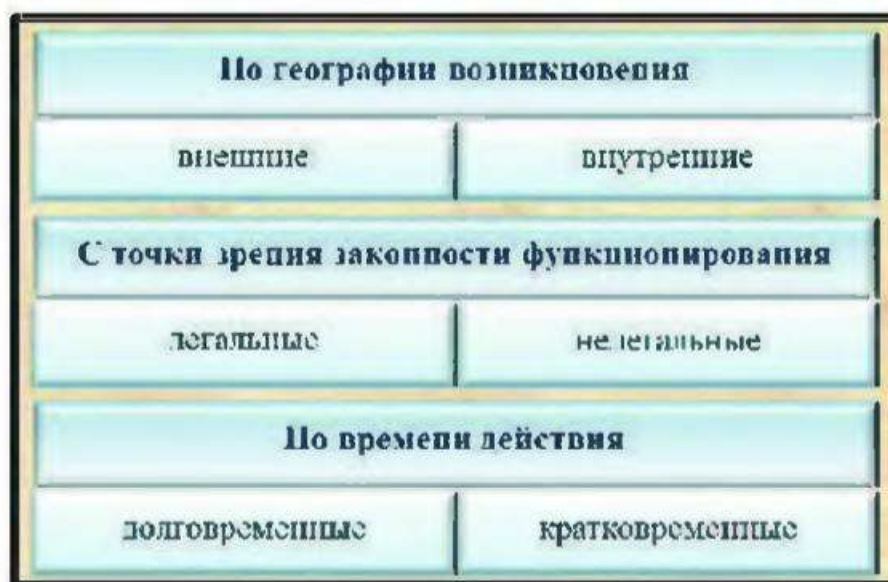 По географии возникновения
внешние внутренние
С точки зрения законности функционирования
легальные нелегальные
По времени действия
долговременные кратковременные